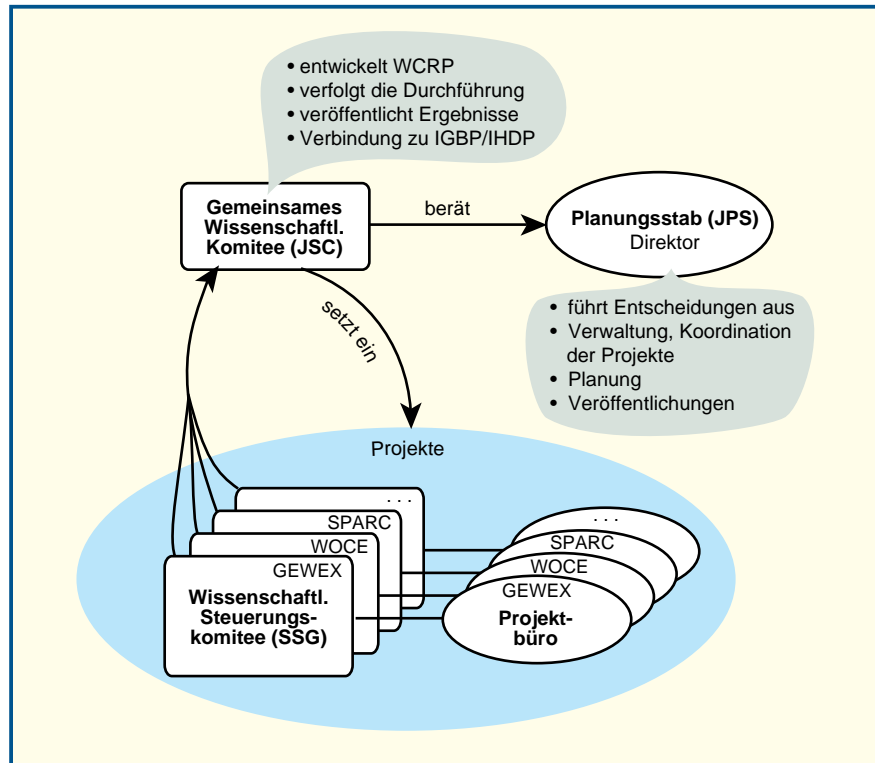 • entwickelt WCRP
• verfolgt die Durchführung
• veröffentlicht Ergebnisse
• Verbindung zu IGBP/IHDP
Gemeinsames
Wissenschaftl.
Komitee (JSC)
berät
Planungsstab (JPS)
Direktor
• führt Entscheidungen aus
• Verwaltung, Koordination
der Projekte
• Planung
• Veröffentlichungen
setzt ein
Projekte
. . .
SPARC
WOCE
GEWEX
Wissenschaftl.
Steuerungs-
komitee (SSG)
. . .
SPARC
WOCE
GEWEX
Projekt-
büro